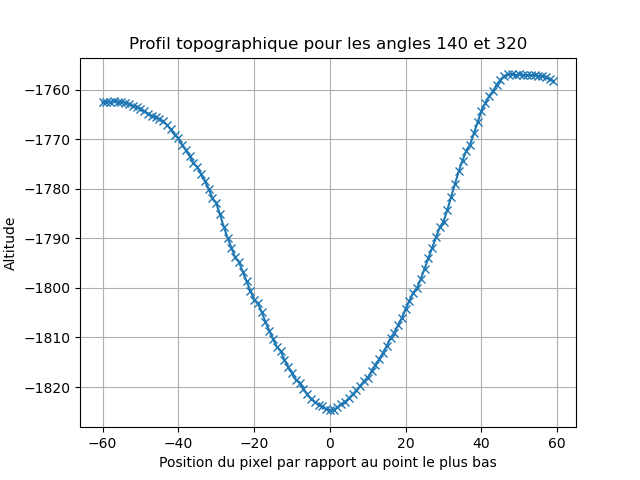 Profil topographique pour les angles 140 et 320
−1760
−1770
−1780
−1790
−1800
−1810
−1820
Altitude
−60 −40 −20 0 20 40 60
Position du pixel par rapport au point le plus bas